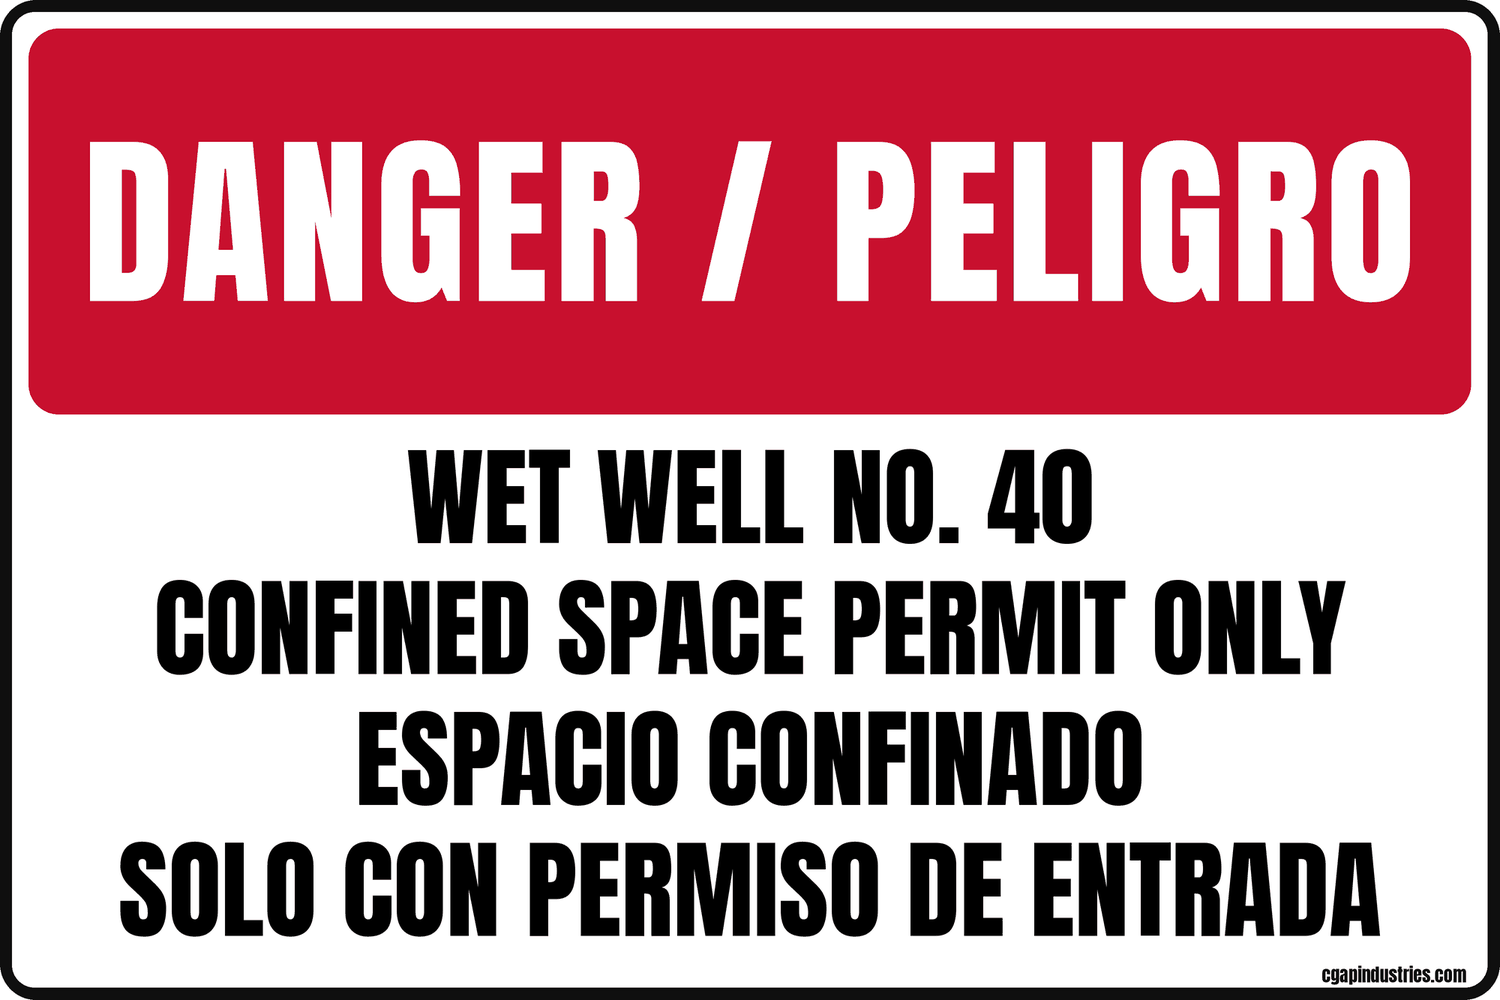 DANGER / PELIGRO
WET WELL NO. 40
CONFINED SPACE PERMIT ONLY
ESPACIO CONFINADO
SOLO CON PERMISO DE ENTRADA
cgapindustries.com